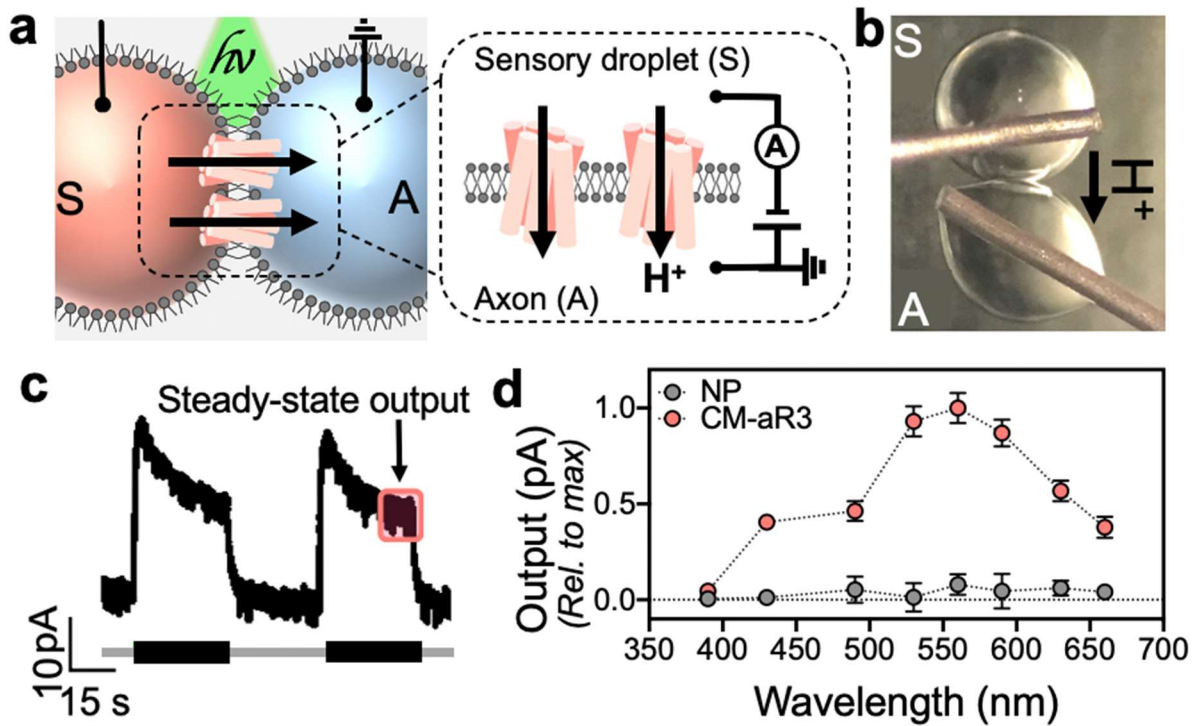 a
hν
S
A
Sensory droplet (S)
A
H⁺
Axon (A)
b
S
H+
A
c
Steady-state output
10pA
15 s
d
NP
CM-aR3
Output (pA)
(Rel. to max)
1.0
0.5
0.0
350 400 450 500 550 600 650 700
Wavelength (nm)